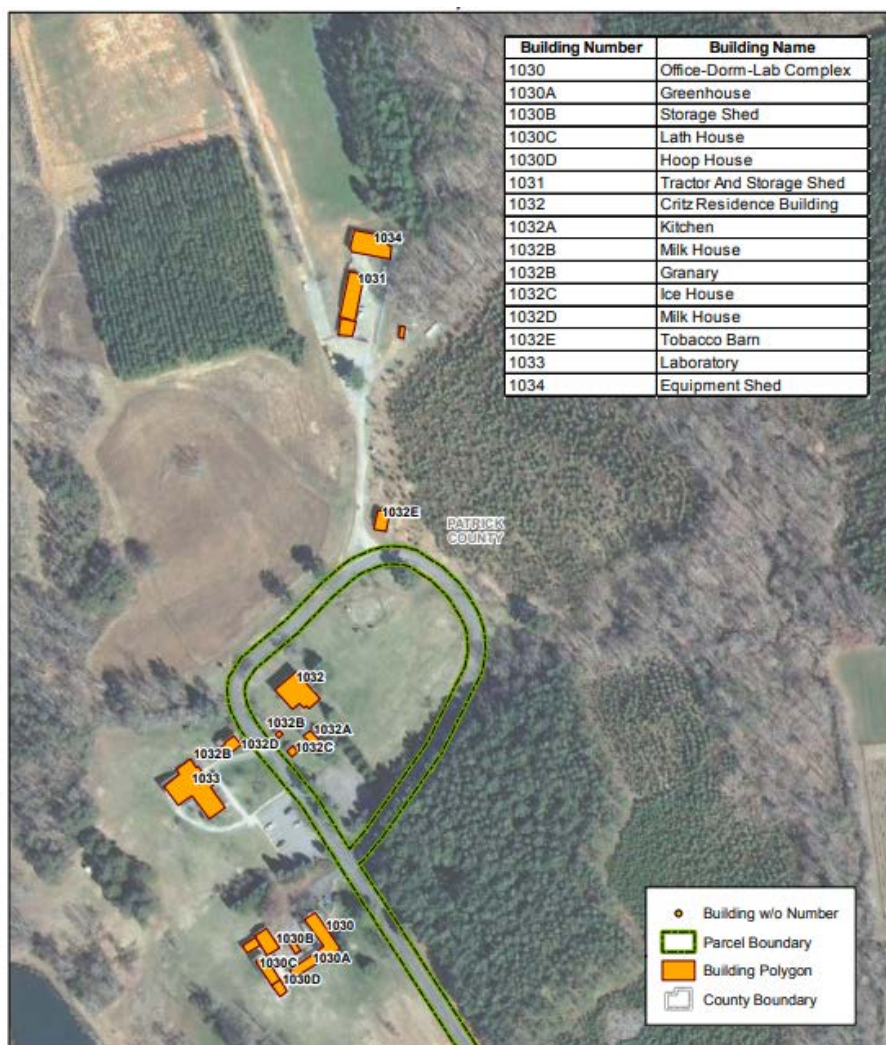 Building Number Building Name
1030 Office-Dorm-Lab Complex
1030A Greenhouse
1030B Storage Shed
1030C Lath House
1030D Hoop House
1031 Tractor And Storage Shed
1032 Critz Residence Building
1032A Kitchen
1032B Milk House
1032B Granary
1032C Ice House
1032D Milk House
1032E Tobacco Barn
1033 Laboratory
1034 Equipment Shed
1034
1031
1032E
PATRICK
COUNTY
1032
1032B
1032A
1032D
1032C
1032B
1033
1030
1030B
1030A
1030C
1030D
Building w/o Number
Parcel Boundary
Building Polygon
County Boundary